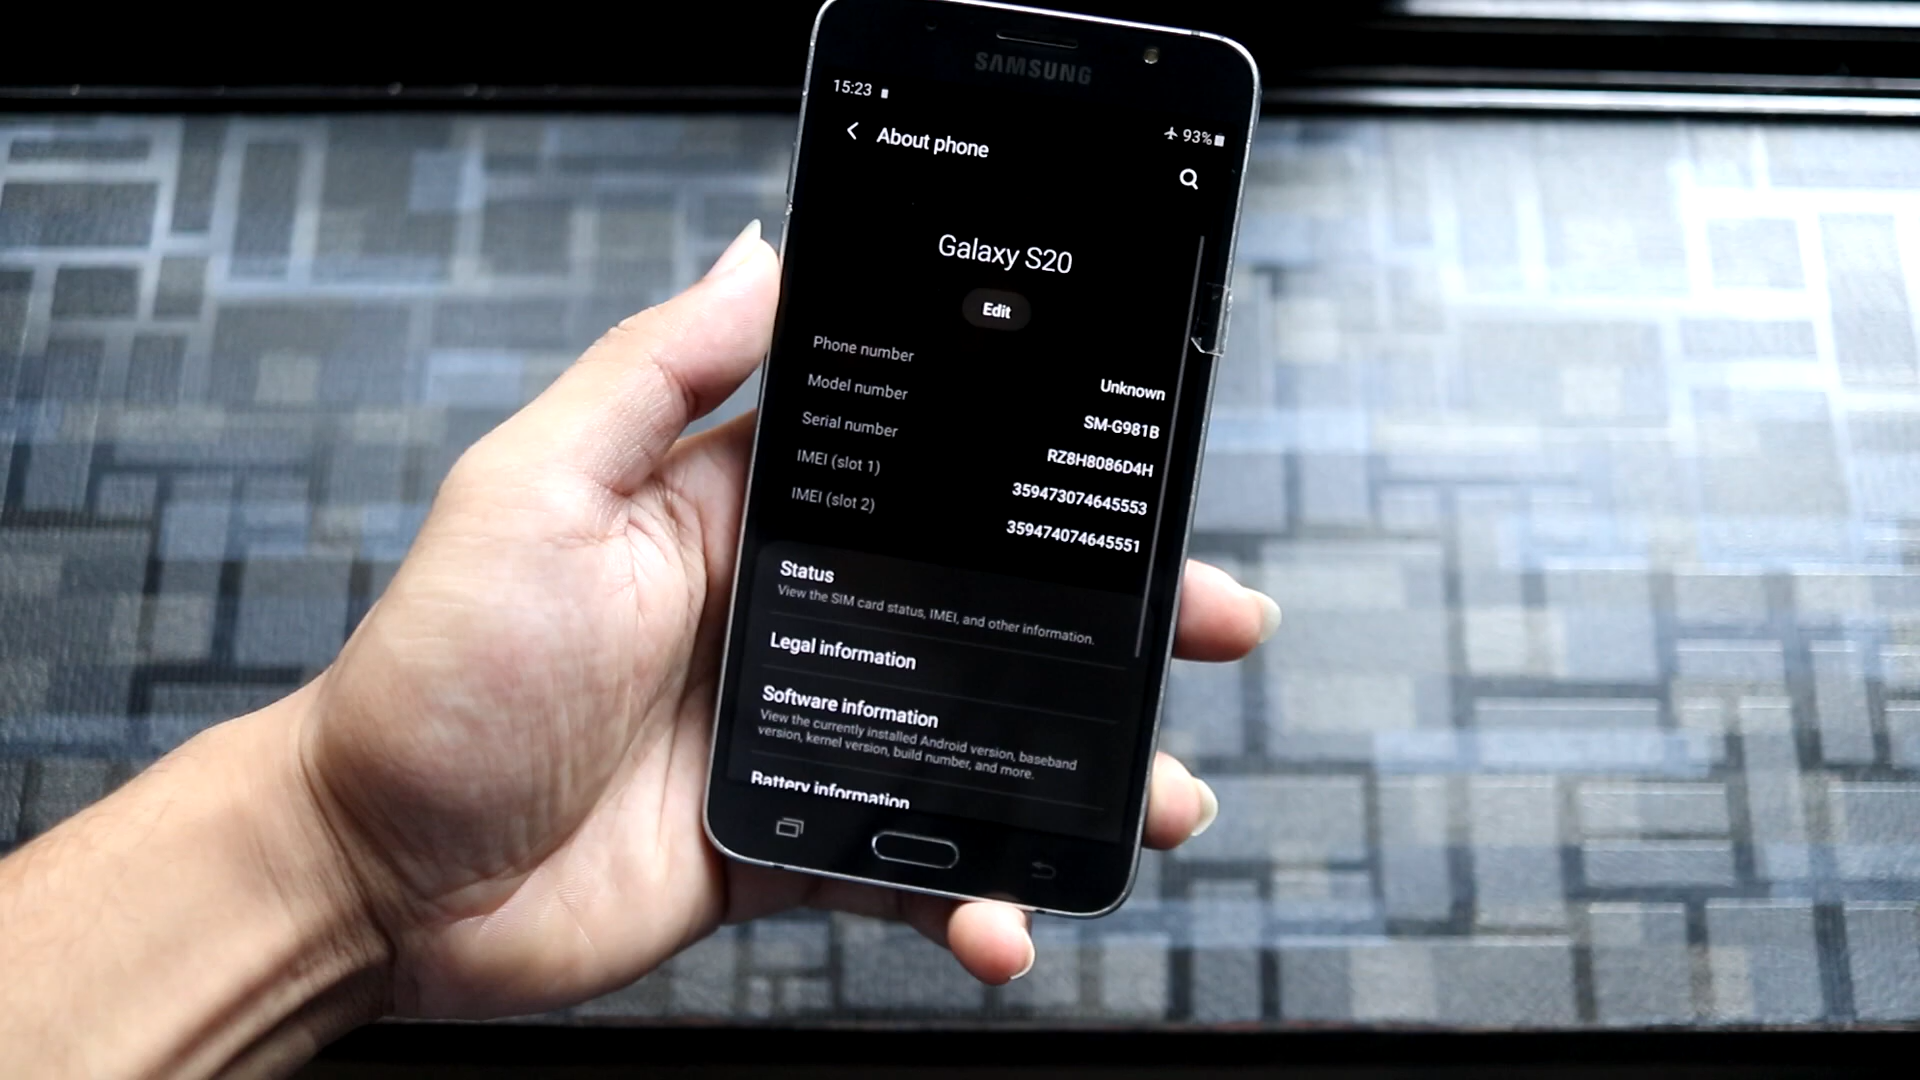 SAMSUNG
15:23
93%
About phone
Galaxy S20
Edit
Phone number
Unknown
Model number
SM-G981B
Serial number
RZ8H8086D4H
IMEI (slot 1)
359473074645553
IMEI (slot 2)
359474074645551
Status
View the SIM card status, IMEI, and other information.
Legal information
Software information
View the currently installed Android version, baseband
version, kernel version, build number, and more.
Battery information